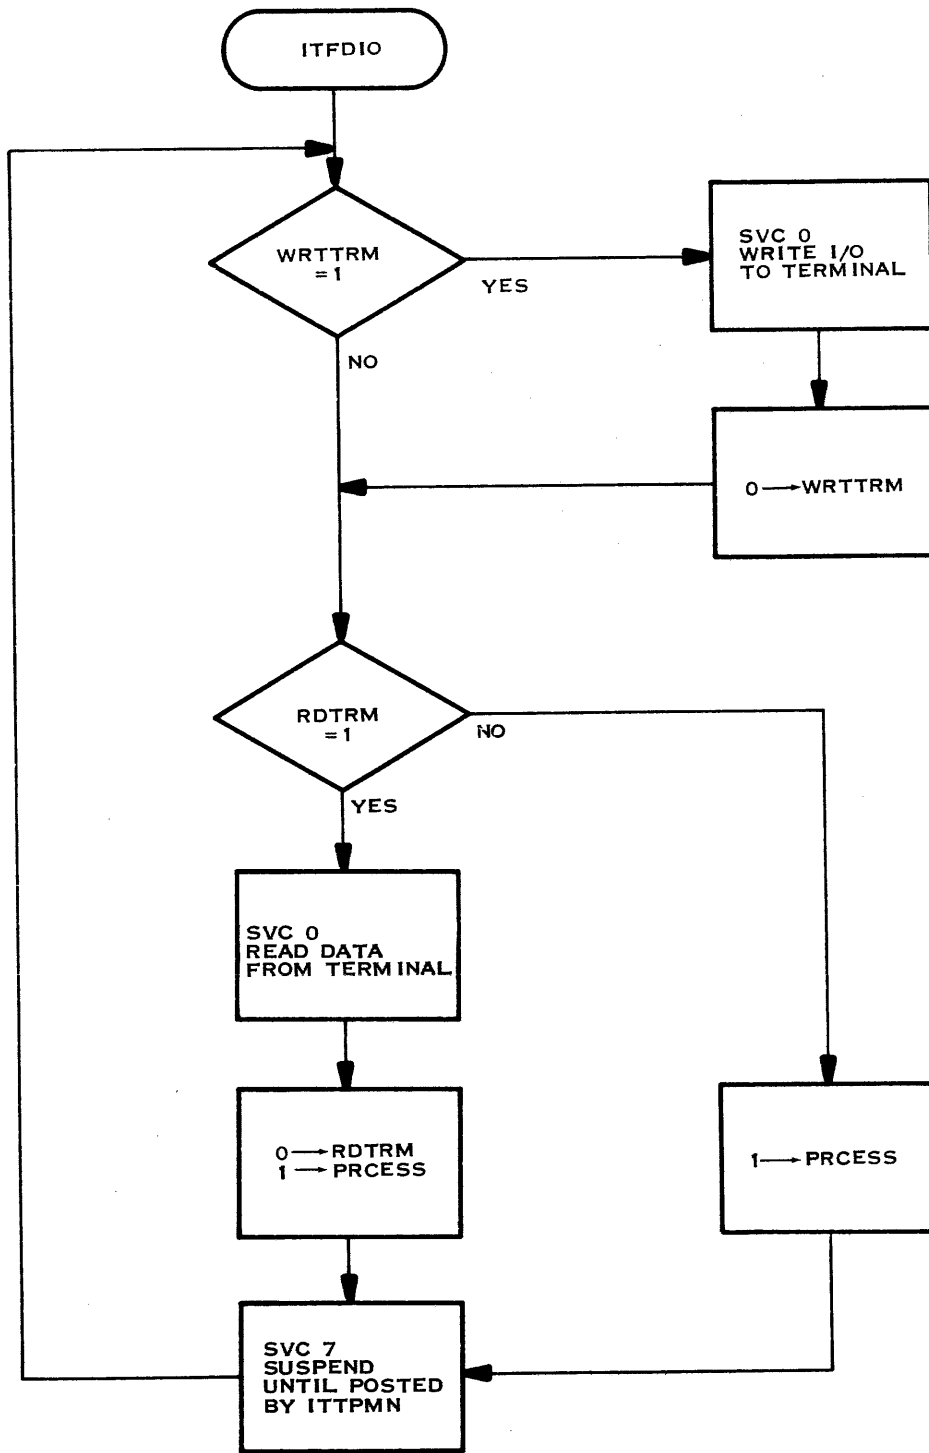 ITFDIO
WRTTRM
=1
YES
NO
SVC 0
WRITE I/O
TO TERMINAL
0→WRTTRM
RDTRM
=1
NO
YES
SVC 0
READ DATA
FROM TERMINAL
0→RDTRM
1→PRCESS
1→PRCESS
SVC 7
SUSPEND
UNTIL POSTED
BY ITTPMN